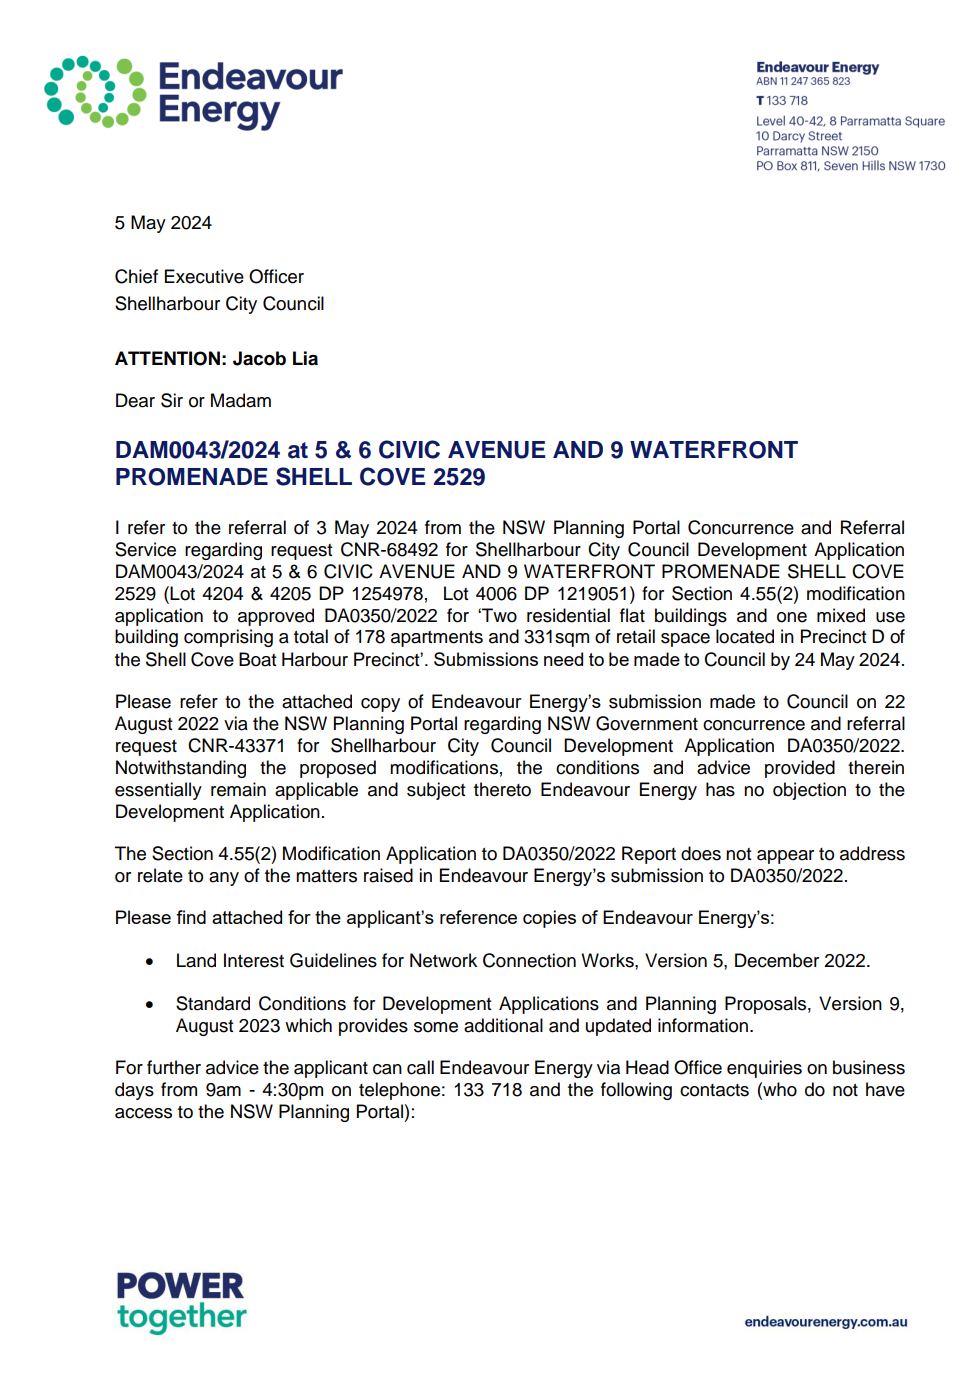 Endeavour
Energy
Endeavour Energy
ABN 11 247 365 823
T 133 718
Level 40-42, 8 Parramatta Square
10 Darcy Street
Parramatta NSW 2150
PO Box 811, Seven Hills NSW 1730
5 May 2024
Chief Executive Officer
Shellharbour City Council
ATTENTION: Jacob Lia
Dear Sir or Madam
DAM0043/2024 at 5 & 6 CIVIC AVENUE AND 9 WATERFRONT
PROMENADE SHELL COVE 2529
I refer to the referral of 3 May 2024 from the NSW Planning Portal Concurrence and Referral
Service regarding request CNR-68492 for Shellharbour City Council Development Application
DAM0043/2024 at 5 & 6 CIVIC AVENUE AND 9 WATERFRONT PROMENADE SHELL COVE
2529 (Lot 4204 & 4205 DP 1254978, Lot 4006 DP 1219051) for Section 4.55(2) modification
application to approved DA0350/2022 for ‘Two residential flat buildings and one mixed use
building comprising a total of 178 apartments and 331sqm of retail space located in Precinct D of
the Shell Cove Boat Harbour Precinct’. Submissions need to be made to Council by 24 May 2024.
Please refer to the attached copy of Endeavour Energy’s submission made to Council on 22
August 2022 via the NSW Planning Portal regarding NSW Government concurrence and referral
request CNR-43371 for Shellharbour City Council Development Application DA0350/2022.
Notwithstanding the proposed modifications, the conditions and advice provided therein
essentially remain applicable and subject thereto Endeavour Energy has no objection to the
Development Application.
The Section 4.55(2) Modification Application to DA0350/2022 Report does not appear to address
or relate to any of the matters raised in Endeavour Energy’s submission to DA0350/2022.
Please find attached for the applicant’s reference copies of Endeavour Energy’s:
• Land Interest Guidelines for Network Connection Works, Version 5, December 2022.
• Standard Conditions for Development Applications and Planning Proposals, Version 9,
August 2023 which provides some additional and updated information.
For further advice the applicant can call Endeavour Energy via Head Office enquiries on business
days from 9am - 4:30pm on telephone: 133 718 and the following contacts (who do not have
access to the NSW Planning Portal):
POWER
together
endeavourenergy.com.au